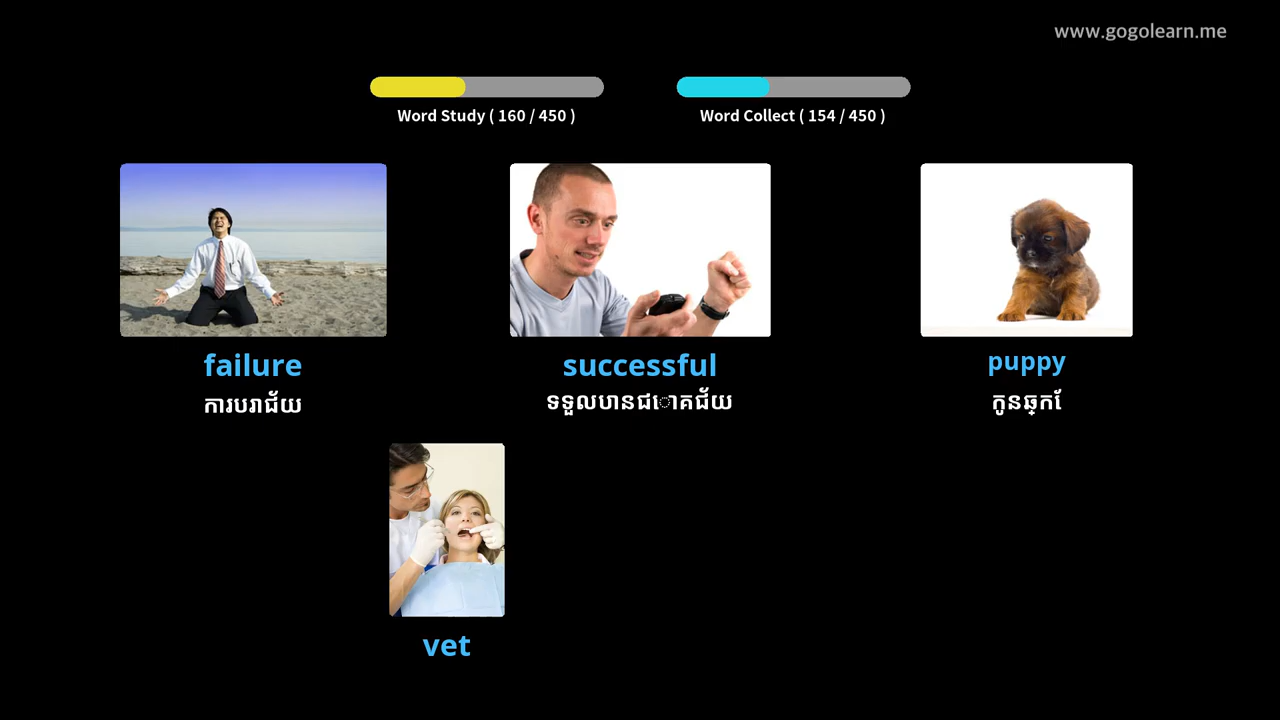 www.gogolearn.me
Word Study ( 160 / 450 )
Word Collect ( 154 / 450 )
failure
ការបរាជ័យ
successful
ទទួលបានជោគជ័យ
puppy
កូនឆ្កែ
vet